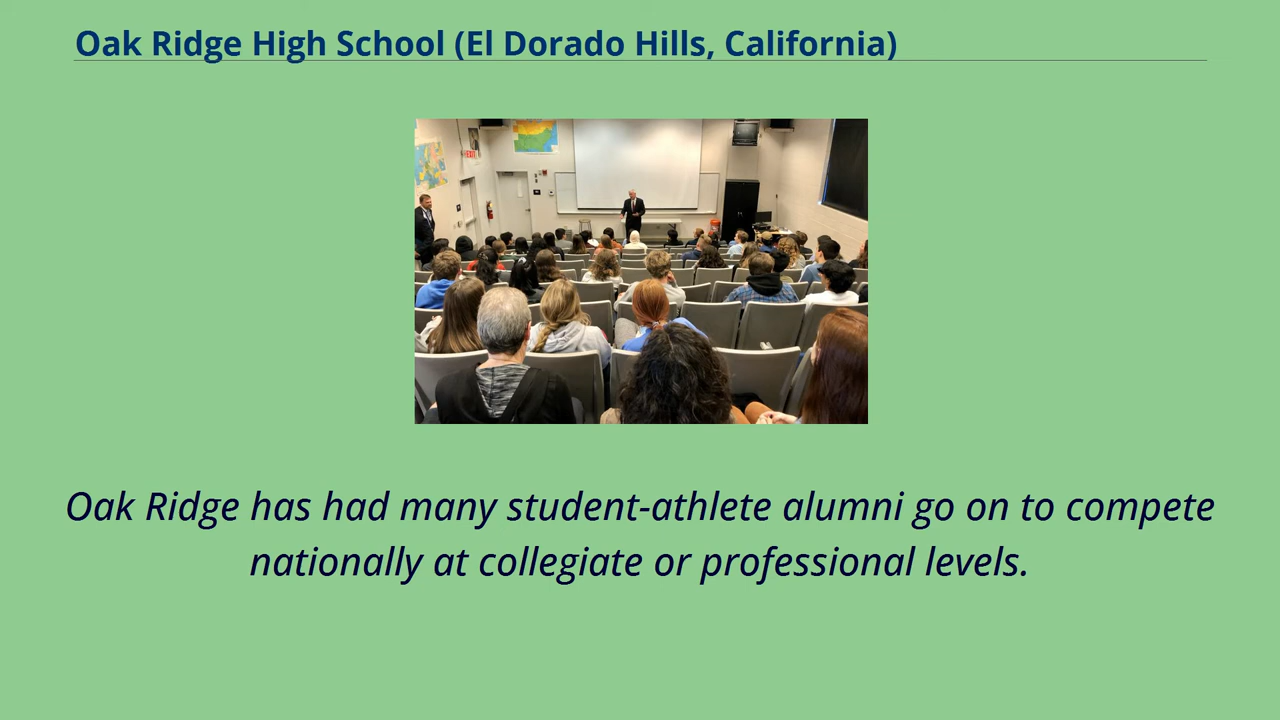 Oak Ridge High School (El Dorado Hills, California)
EXIT
Oak Ridge has had many student-athlete alumni go on to compete
nationally at collegiate or professional levels.